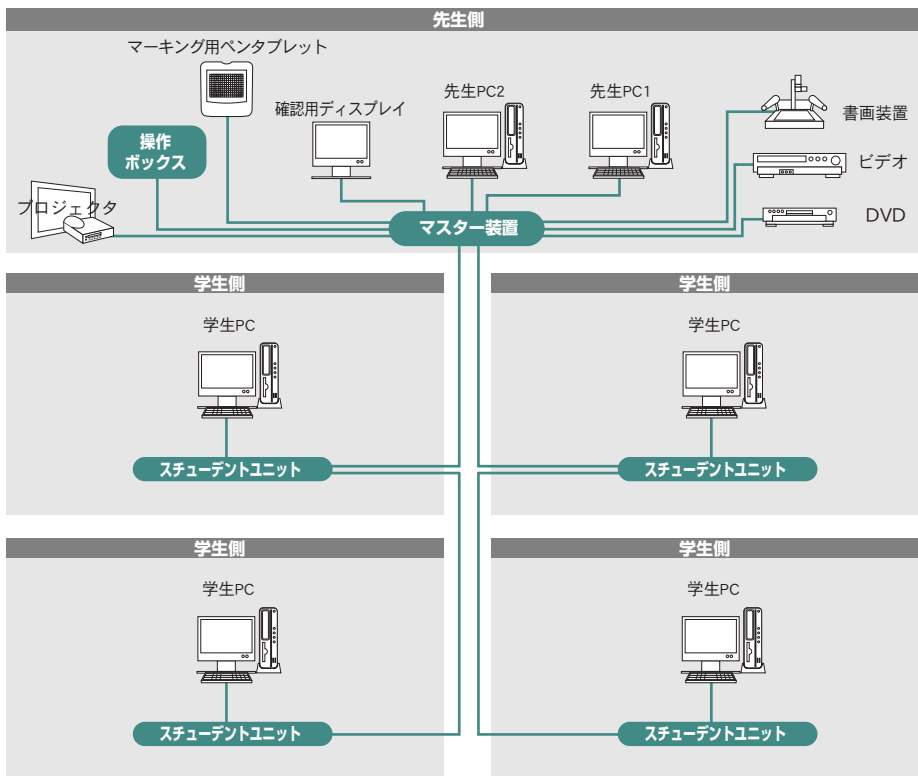 先生側
マーキング用ペンタブレット
確認用ディスプレイ
先生PC2
先生PC1
書画装置
操作
ボックス
ビデオ
プロジェクタ
マスター装置
DVD
学生側
学生PC
スチューデントユニット
学生側
学生PC
スチューデントユニット
学生側
学生PC
スチューデントユニット
学生側
学生PC
スチューデントユニット